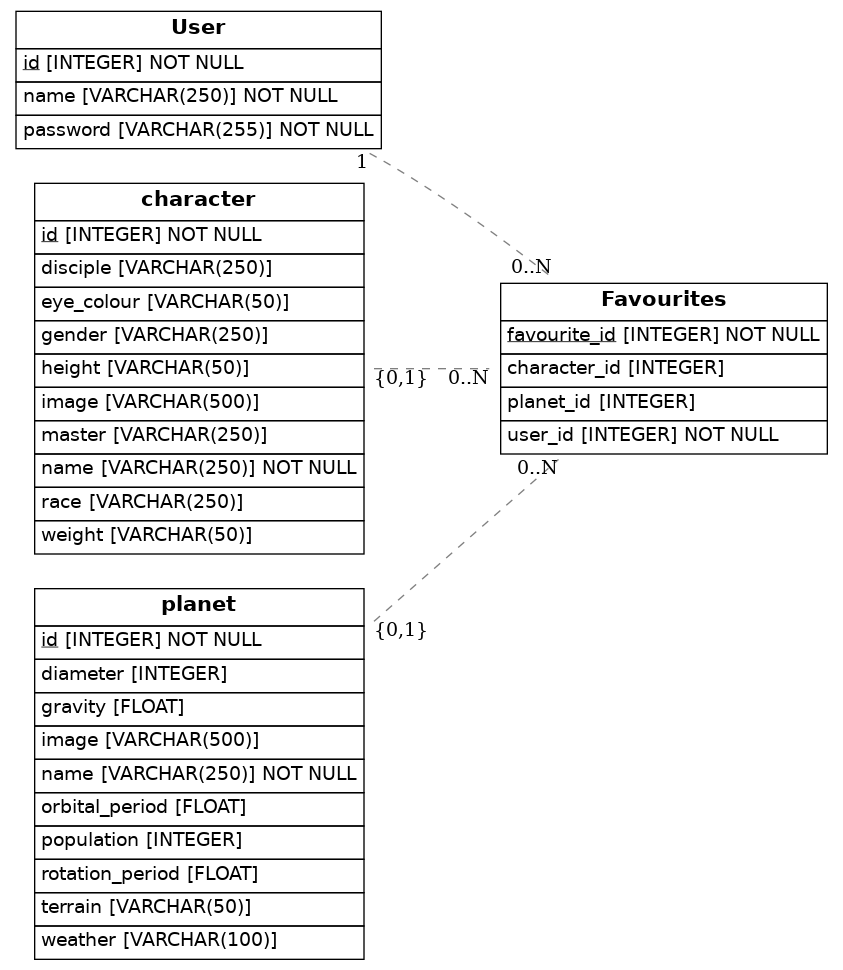 User
id [INTEGER] NOT NULL
name [VARCHAR(250)] NOT NULL
password [VARCHAR(255)] NOT NULL
1
character
id [INTEGER] NOT NULL
disciple [VARCHAR(250)]
eye_colour [VARCHAR(50)]
gender [VARCHAR(250)]
height [VARCHAR(50)]
image [VARCHAR(500)]
master [VARCHAR(250)]
name [VARCHAR(250)] NOT NULL
race [VARCHAR(250)]
weight [VARCHAR(50)]
{0,1}
0..N
0..N
Favourites
favourite_id [INTEGER] NOT NULL
character_id [INTEGER]
planet_id [INTEGER]
user_id [INTEGER] NOT NULL
0..N
planet
id [INTEGER] NOT NULL
diameter [INTEGER]
gravity [FLOAT]
image [VARCHAR(500)]
name [VARCHAR(250)] NOT NULL
orbital_period [FLOAT]
population [INTEGER]
rotation_period [FLOAT]
terrain [VARCHAR(50)]
weather [VARCHAR(100)]
{0,1}